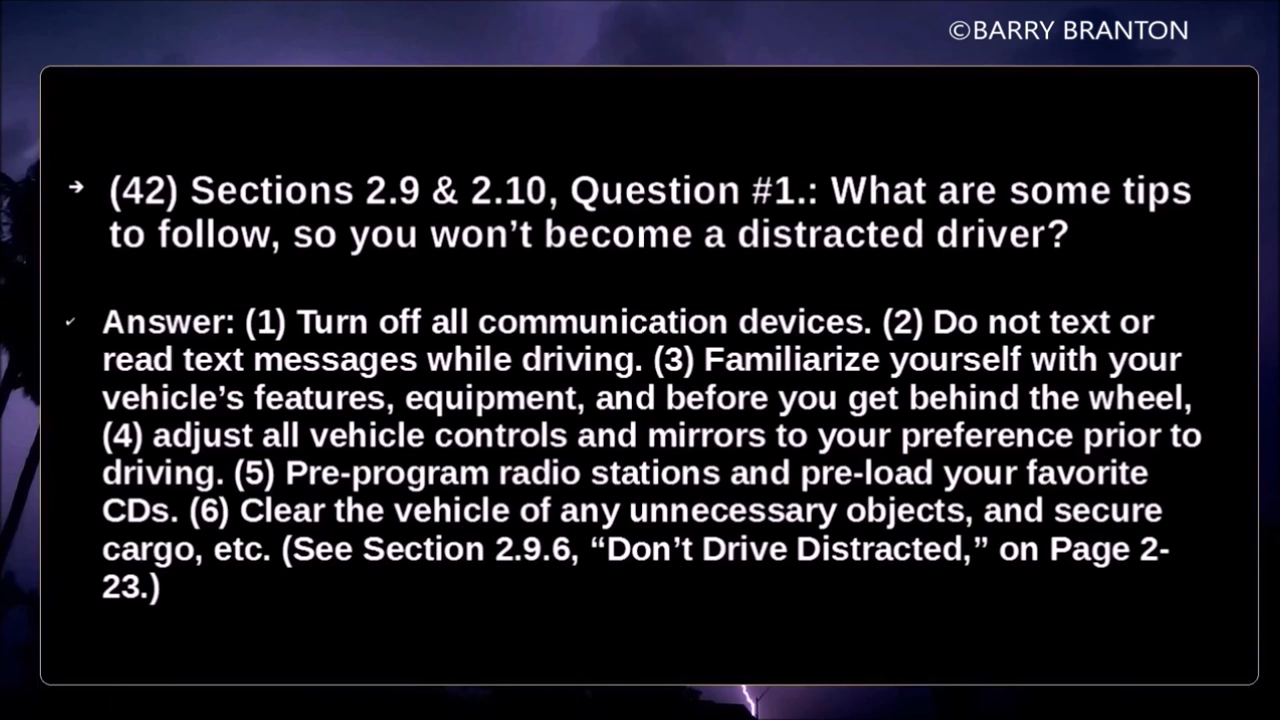 ©BARRY BRANTON
➔ (42) Sections 2.9 & 2.10, Question #1.: What are some tips
to follow, so you won’t become a distracted driver?
✓ Answer: (1) Turn off all communication devices. (2) Do not text or
read text messages while driving. (3) Familiarize yourself with your
vehicle’s features, equipment, and before you get behind the wheel,
(4) adjust all vehicle controls and mirrors to your preference prior to
driving. (5) Pre-program radio stations and pre-load your favorite
CDs. (6) Clear the vehicle of any unnecessary objects, and secure
cargo, etc. (See Section 2.9.6, “Don’t Drive Distracted,” on Page 2-
23.)